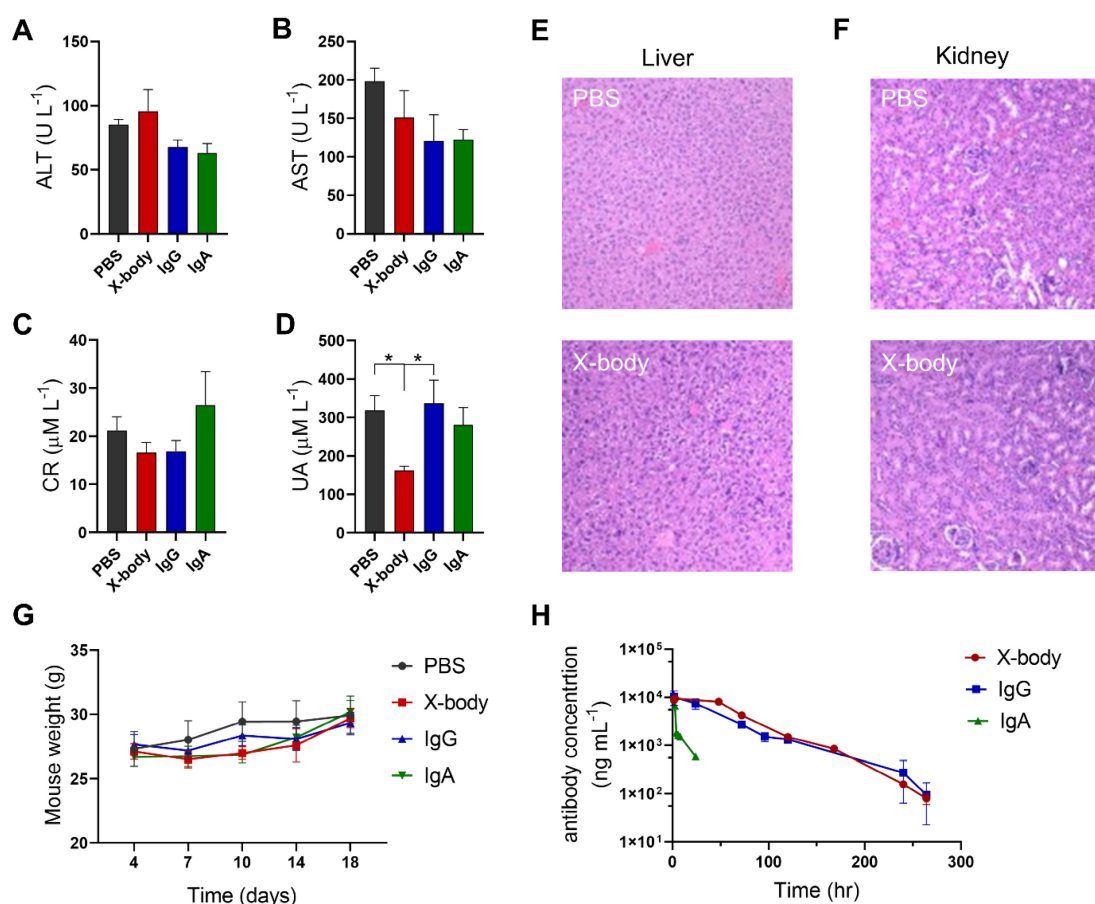 A
ALT (U L⁻¹)
150
100
50
0
PBS
X-body
IgG
IgA
B
AST (U L⁻¹)
250
200
150
100
50
0
PBS
X-body
IgG
IgA
E
Liver
PBS
X-body
F
Kidney
PBS
X-body
C
CR (μM L⁻¹)
40
30
20
10
0
PBS
X-body
IgG
IgA
D
UA (μM L⁻¹)
500
400
300
200
100
0
* *
PBS
X-body
IgG
IgA
G
Mouse weight (g)
35
30
25
20
4 7 10 14 18
Time (days)
PBS
X-body
IgG
IgA
H
antibody concentrtion
(ng mL⁻¹)
1×10⁵
1×10⁴
1×10³
1×10²
1×10¹
0 100 200 300
Time (hr)
X-body
IgG
IgA